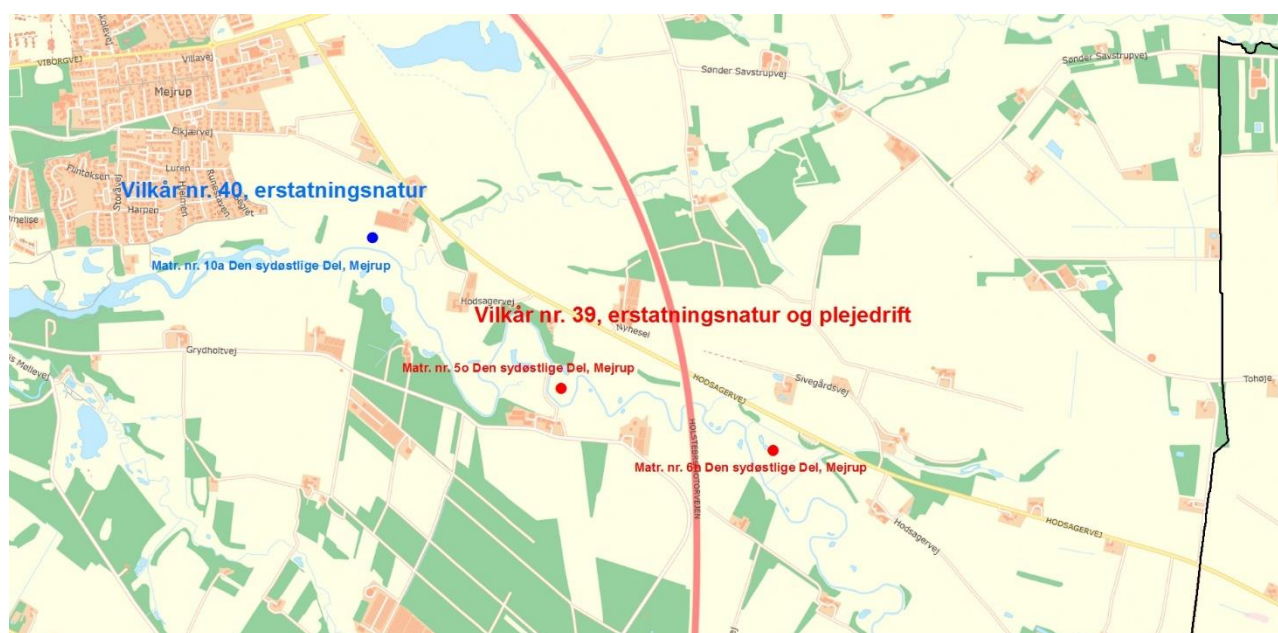 VIBORGVEJ
Villavej
Mejrup
Elkjærvej
Sønder Savstrupvej
Sønder Savstrupvej
Flintøksen
Luren
Storåvej
Hjelmen
Harpen
Vilkår nr. 40, erstatningsnatur
Matr. nr. 10a Den sydøstlige Del, Mejrup
Hodsagervej
Vilkår nr. 39, erstatningsnatur og plejedrift
Nyhesel
Grydholtvej
Matr. nr. 5o Den sydøstlige Del, Mejrup
HODSAGERVEJ
Sivegårdsvej
Tohøje
Matr. nr. 6h Den sydøstlige Del, Mejrup
Hodsagervej
HODSAGERVEJ